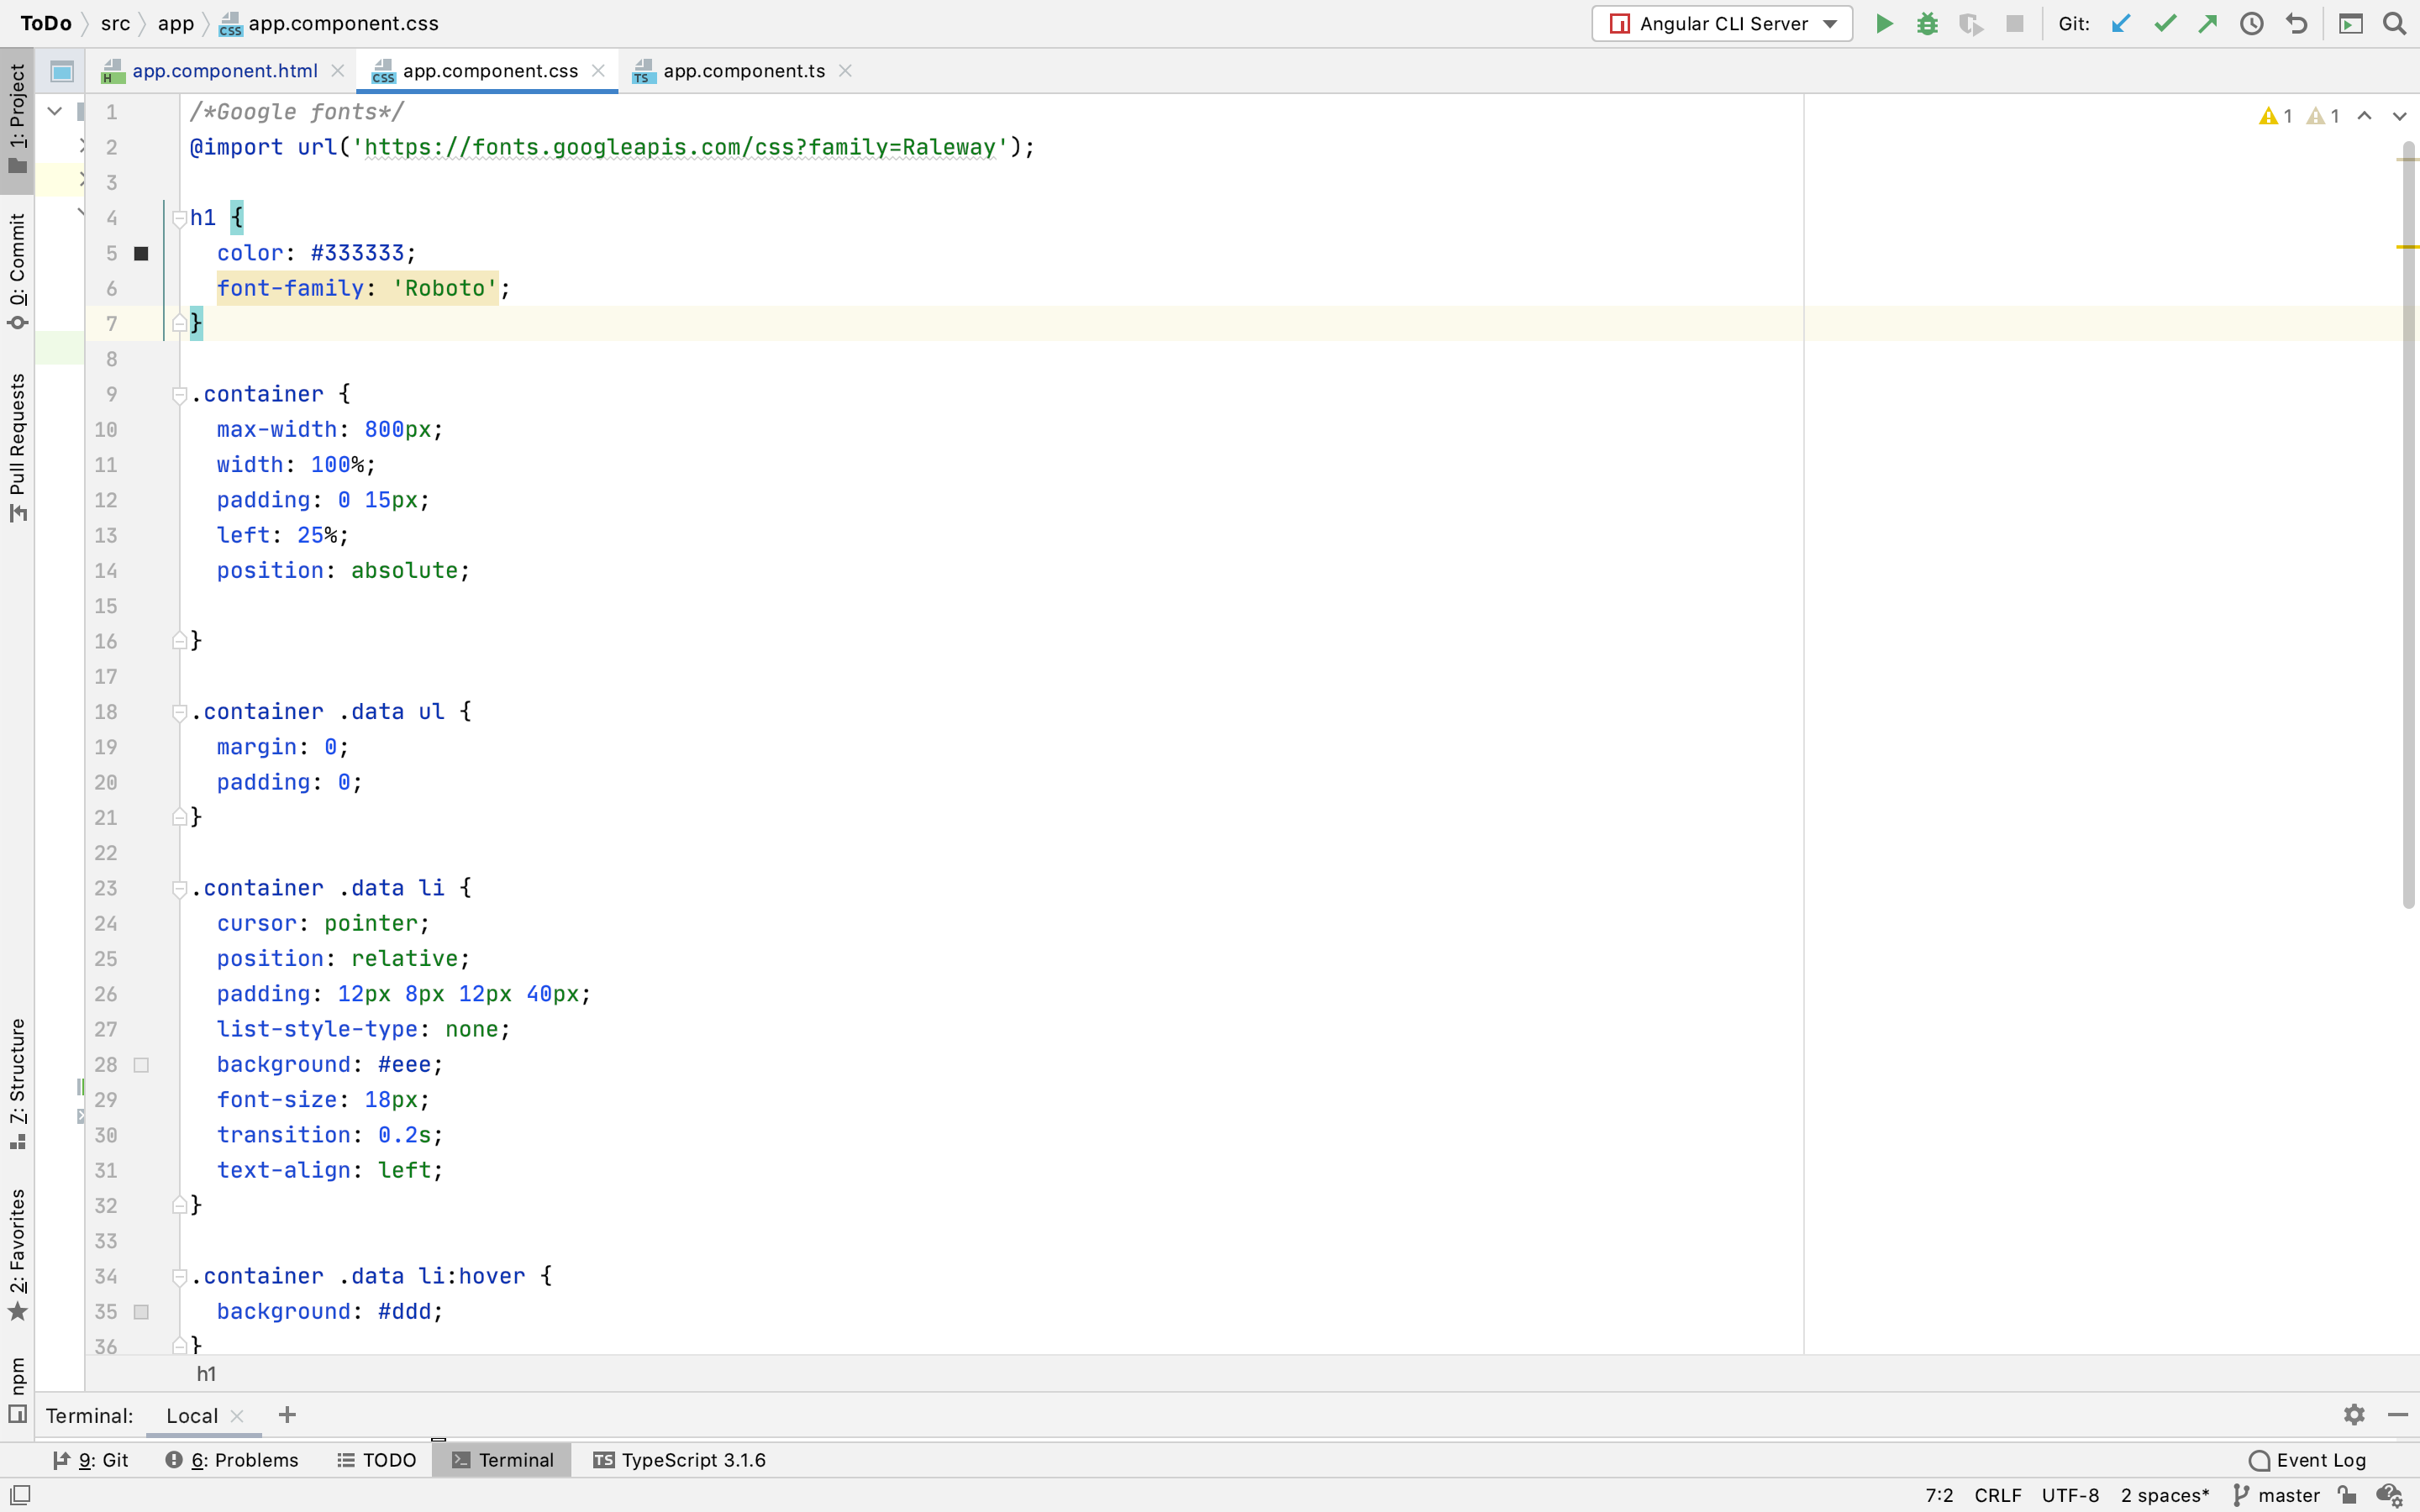 ToDo src app app.component.css Angular CLI Server Git:
app.component.html app.component.css app.component.ts
1: Project
0: Commit
Pull Requests
7: Structure
2: Favorites
npm
1 /*Google fonts*/ 1 1
2 @import url('https://fonts.googleapis.com/css?family=Raleway');
3
4 h1 {
5 color: #333333;
6 font-family: 'Roboto';
7 }
8
9 .container {
10 max-width: 800px;
11 width: 100%;
12 padding: 0 15px;
13 left: 25%;
14 position: absolute;
15
16 }
17
18 .container .data ul {
19 margin: 0;
20 padding: 0;
21 }
22
23 .container .data li {
24 cursor: pointer;
25 position: relative;
26 padding: 12px 8px 12px 40px;
27 list-style-type: none;
28 background: #eee;
29 font-size: 18px;
30 transition: 0.2s;
31 text-align: left;
32 }
33
34 .container .data li:hover {
35 background: #ddd;
36 }
h1
Terminal: Local
9: Git 6: Problems TODO Terminal TypeScript 3.1.6 Event Log
7:2 CRLF UTF-8 2 spaces* master